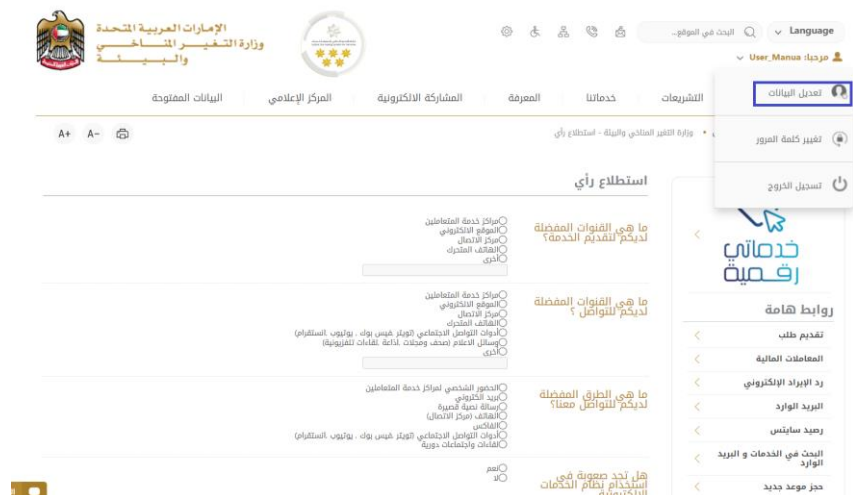 الإمارات العربية المتحدة
وزارة التغير المناخي
والبيئة
البحث في الموقع...
Language
مرحبا: User_Manua
تعديل البيانات
تغيير كلمة المرور
تسجيل الخروج
التشريعات
خدماتنا
المعرفة
المشاركة الالكترونية
المركز الإعلامي
البيانات المفتوحة
وزارة التغير المناخي والبيئة - استطلاع رأي
A+ A-
استطلاع رأي
ما هي القنوات المفضلة
لديكم لتقديم الخدمة؟
مراكز خدمة المتعاملين
الموقع الالكتروني
مركز الاتصال
الهاتف المتحرك
أخرى
ما هي القنوات المفضلة
لديكم للتواصل ؟
مراكز خدمة المتعاملين
الموقع الالكتروني
مركز الاتصال
الهاتف المتحرك
أدوات التواصل الاجتماعي (تويتر ,فيس بوك , يوتيوب ,انستقرام)
وسائل الاعلام (صحف ومجلات ,اذاعة ,لقاءات تلفزيونية)
أخرى
ما هي الطرق المفضلة
لديكم للتواصل معنا؟
الحضور الشخصي لمراكز خدمة المتعاملين
بريد الكتروني
رسالة نصية قصيرة
الهاتف (مركز الاتصال)
الفاكس
أدوات التواصل الاجتماعي (تويتر ,فيس بوك , يوتيوب ,انستقرام)
لقاءات واجتماعات دورية
هل تجد صعوبة في
استخدام نظام الخدمات
الالكترونية
نعم
لا
خدماتي
رقمية
روابط هامة
تقديم طلب
المعاملات المالية
رد الإيراد الإلكتروني
البريد الوارد
رصيد سايتس
البحث في الخدمات و البريد
الوارد
حجز موعد جديد